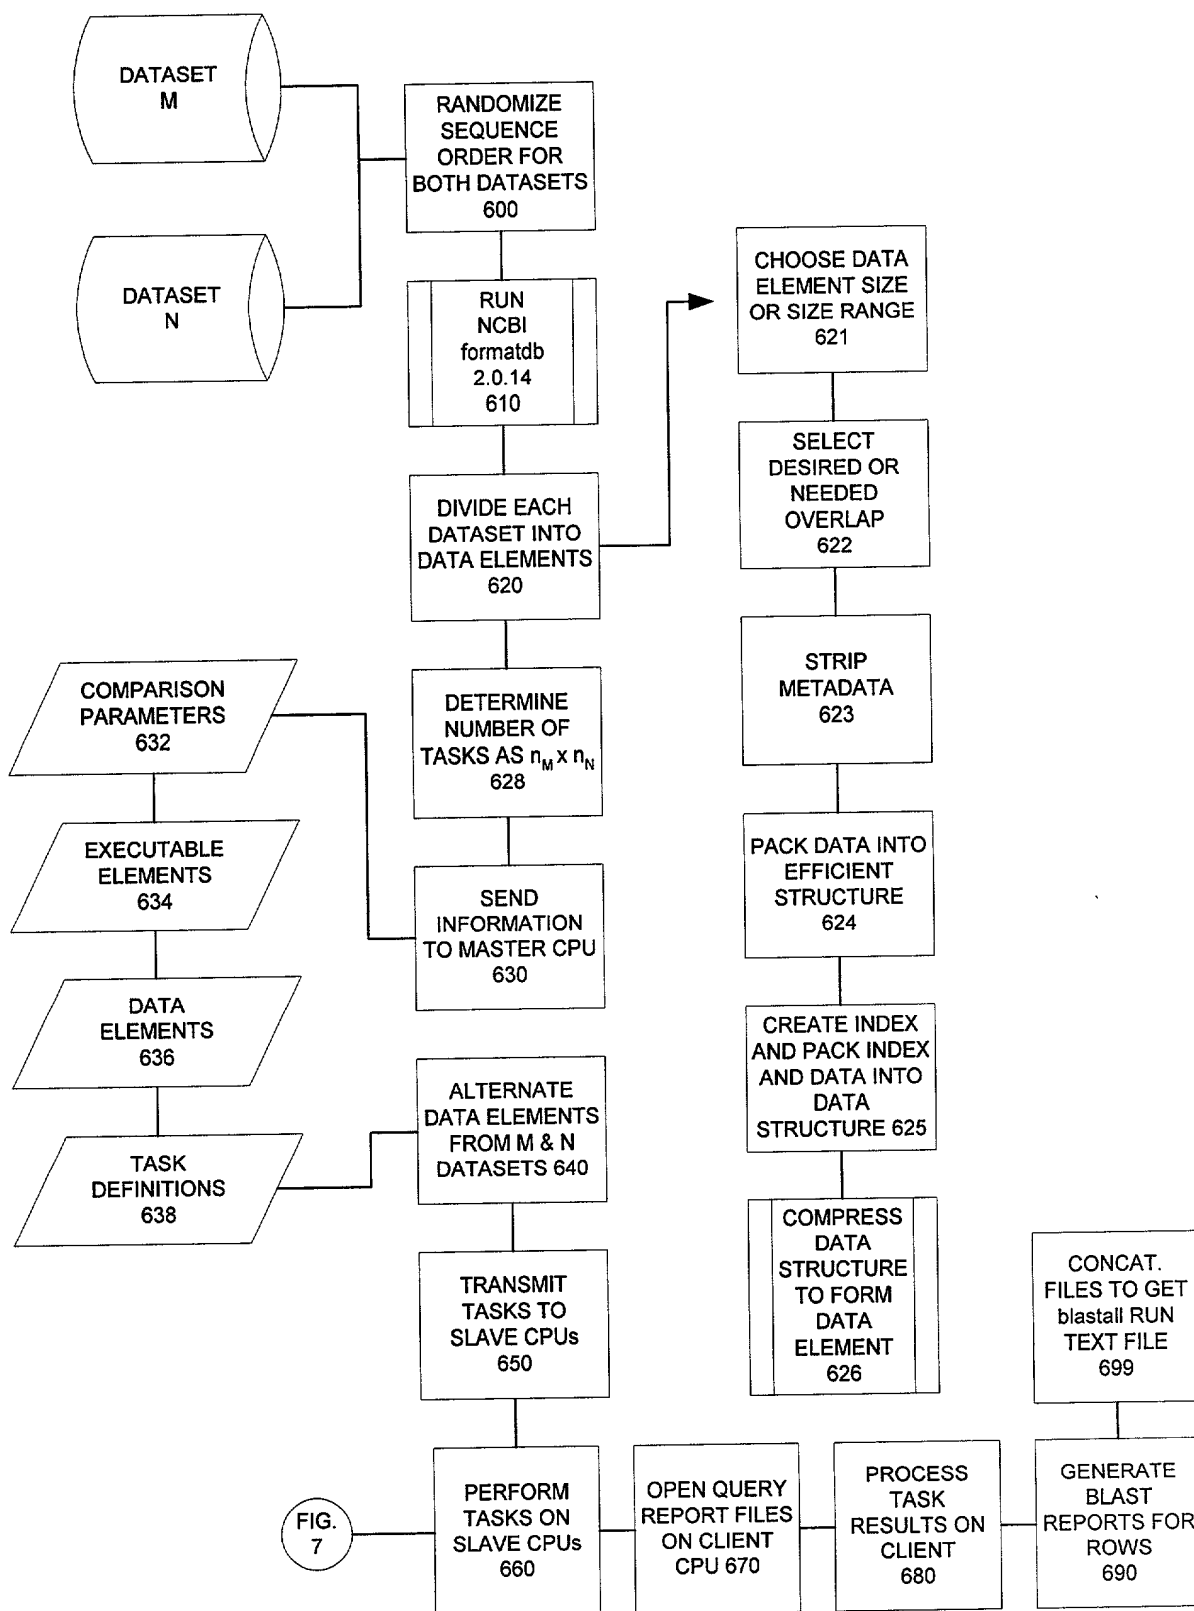 DATASET
M
RANDOMIZE
SEQUENCE
ORDER FOR
BOTH DATASETS
600
DATASET
N
RUN
NCBI
formatdb
2.0.14
610
CHOOSE DATA
ELEMENT SIZE
OR SIZE RANGE
621
SELECT
DESIRED OR
NEEDED
OVERLAP
622
DIVIDE EACH
DATASET INTO
DATA ELEMENTS
620
STRIP
METADATA
623
DETERMINE
NUMBER OF
TASKS AS nM x nN
628
COMPARISON
PARAMETERS
632
EXECUTABLE
ELEMENTS
634
PACK DATA INTO
EFFICIENT
STRUCTURE
624
SEND
INFORMATION
TO MASTER CPU
630
DATA
ELEMENTS
636
CREATE INDEX
AND PACK INDEX
AND DATA INTO
DATA
STRUCTURE 625
TASK
DEFINITIONS
638
ALTERNATE
DATA ELEMENTS
FROM M & N
DATASETS 640
COMPRESS
DATA
STRUCTURE
TO FORM
DATA
ELEMENT
626
TRANSMIT
TASKS TO
SLAVE CPUs
650
CONCAT.
FILES TO GET
blastall RUN
TEXT FILE
699
FIG.
7
PERFORM
TASKS ON
SLAVE CPUs
660
OPEN QUERY
REPORT FILES
ON CLIENT
CPU 670
PROCESS
TASK
RESULTS ON
CLIENT
680
GENERATE
BLAST
REPORTS FOR
ROWS
690